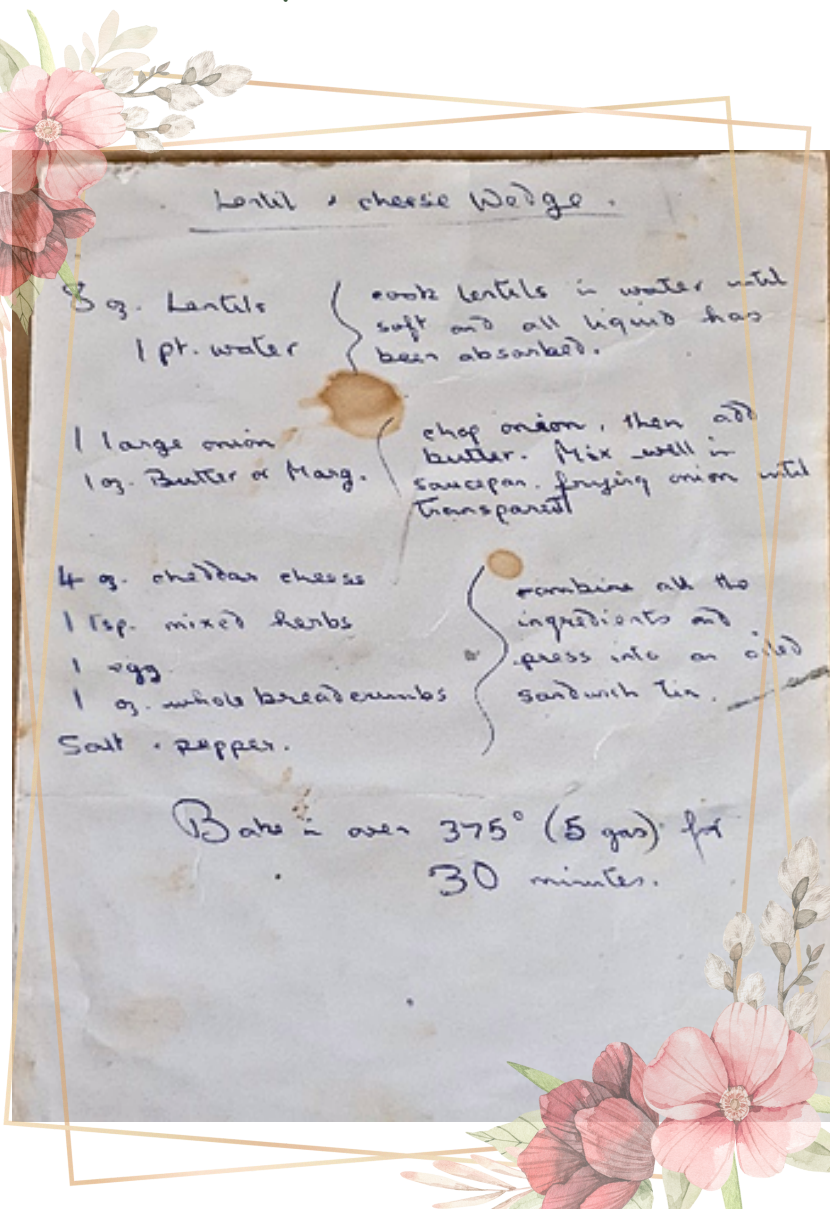 Lentil & cheese Wedge.
8 oz. Lentils
1 pt. water
cook lentils in water until
soft and all liquid has
been absorbed.
1 large onion
1 oz. Butter or Marg.
chop onion, then add
butter. Mix well in
saucepan. frying onion until
transparent
4 oz. cheddar cheese
1 Tsp. mixed herbs
1 egg
1 oz. whole breadcrumbs
Salt & pepper.
combine all the
ingredients and
press into an oiled
sandwich tin.
Bake in oven 375° (5 gas) for
30 minutes.